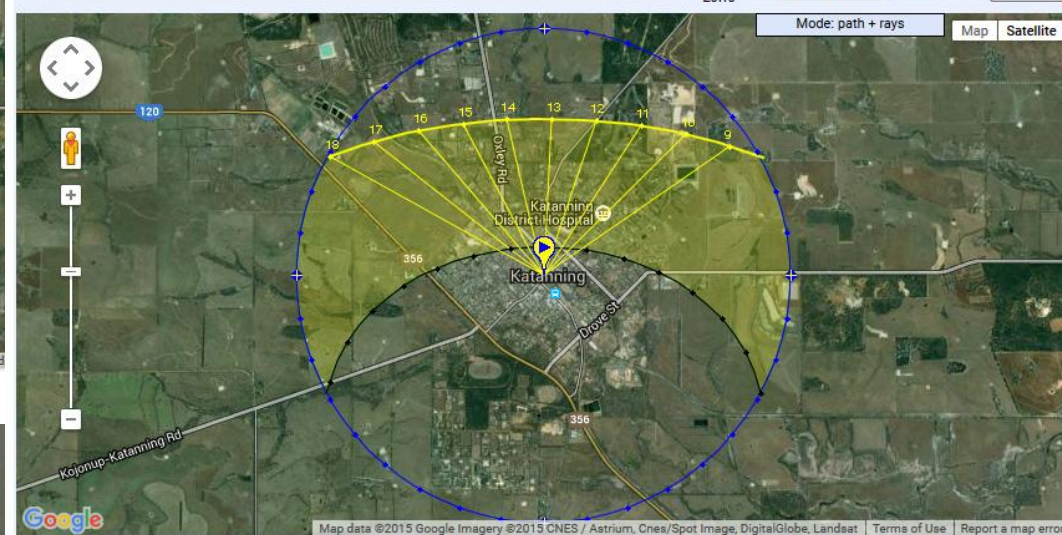 Mode: path + rays
Map
Satellite
120
14
13
12
15
11
16
10
17
9
18
Oxley Rd
Katanning
District Hospital
356
Katanning
Drove St
356
Kojonup-Katanning Rd
Google
Map data ©2015 Google Imagery ©2015 CNES / Astrium, Cnes/Spot Image, DigitalGlobe, Landsat
Terms of Use
Report a map error